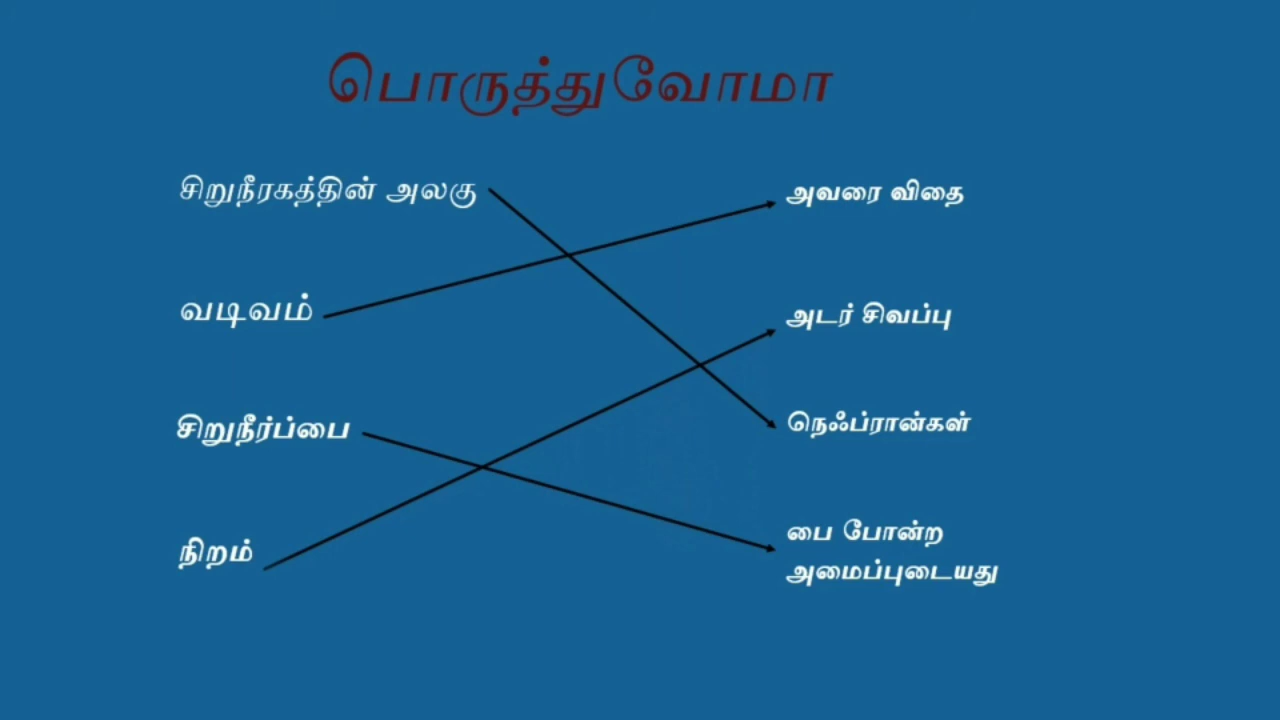 பொருத்துவோமா
சிறுநீரகத்தின் அலகு
அவரை விதை
வடிவம்
அடர் சிவப்பு
சிறுநீர்ப்பை
நெஃப்ரான்கள்
நிறம்
பை போன்ற
அமைப்புடையது